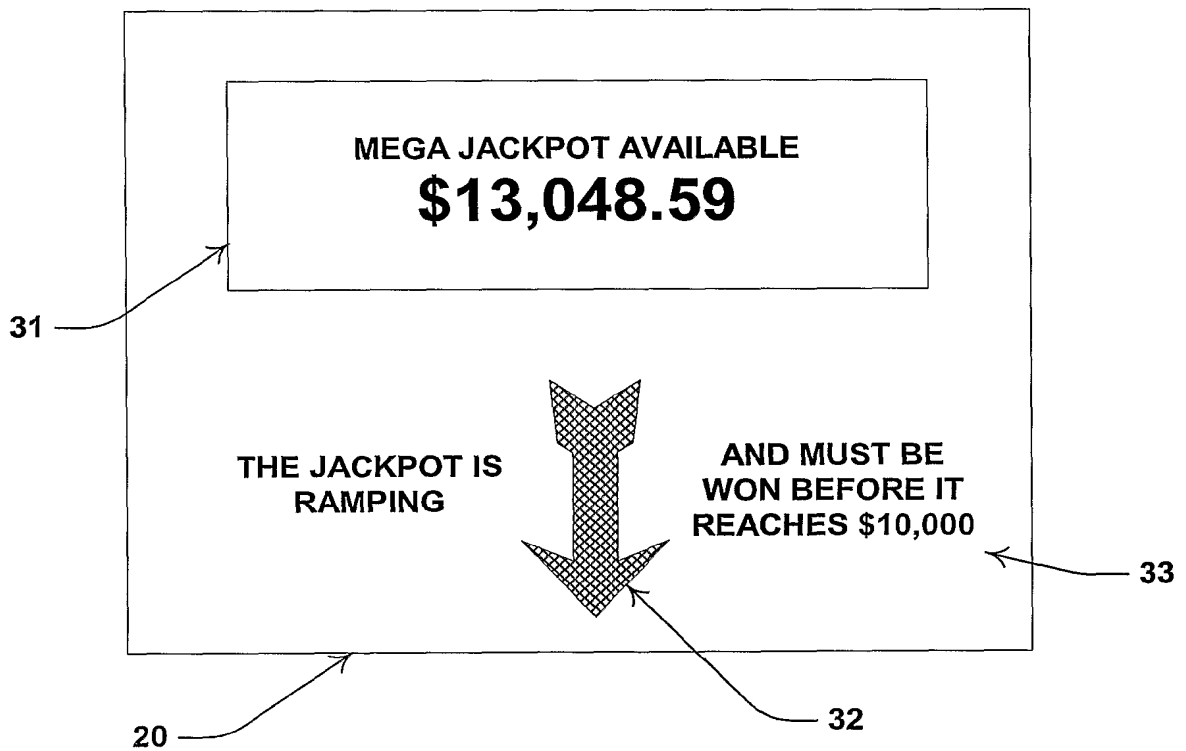 MEGA JACKPOT AVAILABLE
$13,048.59
31
THE JACKPOT IS
RAMPING
AND MUST BE
WON BEFORE IT
REACHES $10,000
33
32
20